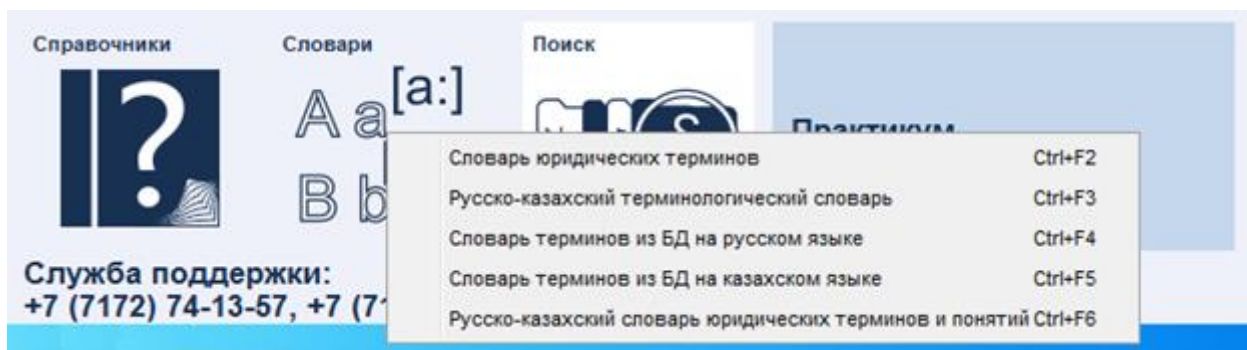 Справочники
Словари
Поиск
?
A a [a:]
B b
Словарь юридических терминов Ctrl+F2
Русско-казахский терминологический словарь Ctrl+F3
Словарь терминов из БД на русском языке Ctrl+F4
Словарь терминов из БД на казахском языке Ctrl+F5
Русско-казахский словарь юридических терминов и понятий Ctrl+F6
Служба поддержки:
+7 (7172) 74-13-57, +7 (7